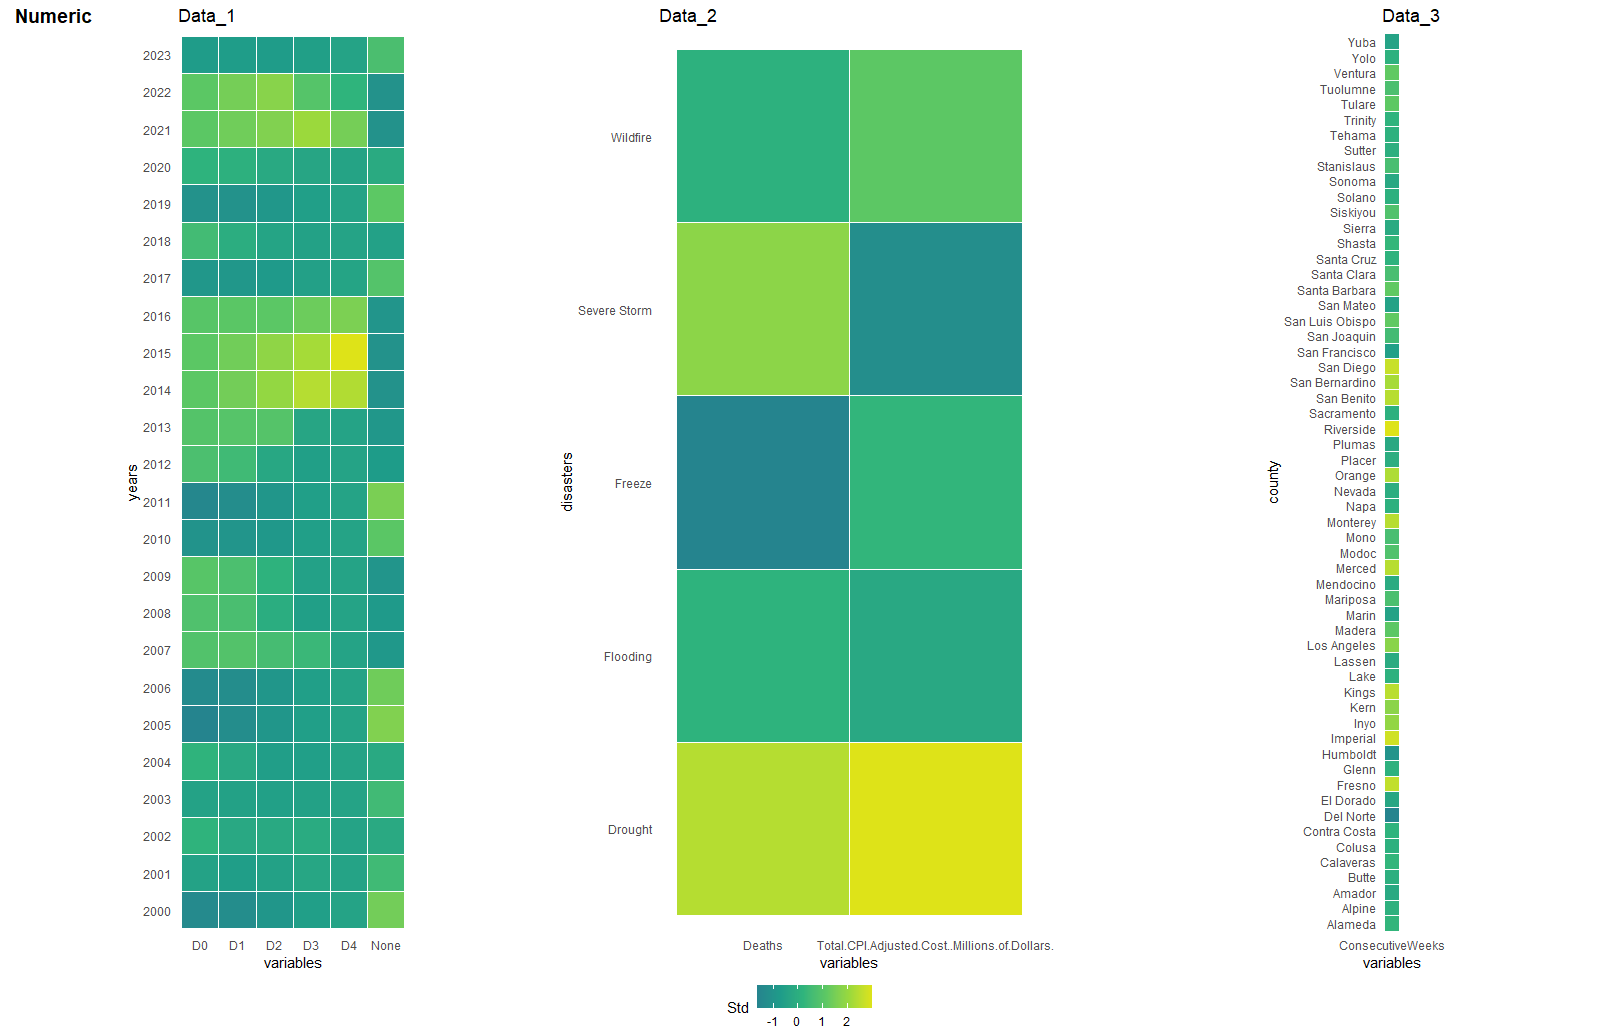 Numeric
Data_1
Data_2
Data_3
years
2023
2022
2021
2020
2019
2018
2017
2016
2015
2014
2013
2012
2011
2010
2009
2008
2007
2006
2005
2004
2003
2002
2001
2000
D0 D1 D2 D3 D4 None
variables
disasters
Wildfire
Severe Storm
Freeze
Flooding
Drought
Deaths Total.CPI.Adjusted.Cost..Millions.of.Dollars.
variables
county
Yuba
Yolo
Ventura
Tuolumne
Tulare
Trinity
Tehama
Sutter
Stanislaus
Sonoma
Solano
Siskiyou
Sierra
Shasta
Santa Cruz
Santa Clara
Santa Barbara
San Mateo
San Luis Obispo
San Joaquin
San Francisco
San Diego
San Bernardino
San Benito
Sacramento
Riverside
Plumas
Placer
Orange
Nevada
Napa
Monterey
Mono
Modoc
Merced
Mendocino
Mariposa
Marin
Madera
Los Angeles
Lassen
Lake
Kings
Kern
Inyo
Imperial
Humboldt
Glenn
Fresno
El Dorado
Del Norte
Contra Costa
Colusa
Calaveras
Butte
Amador
Alpine
Alameda
ConsecutiveWeeks
variables
Std
-1 0 1 2